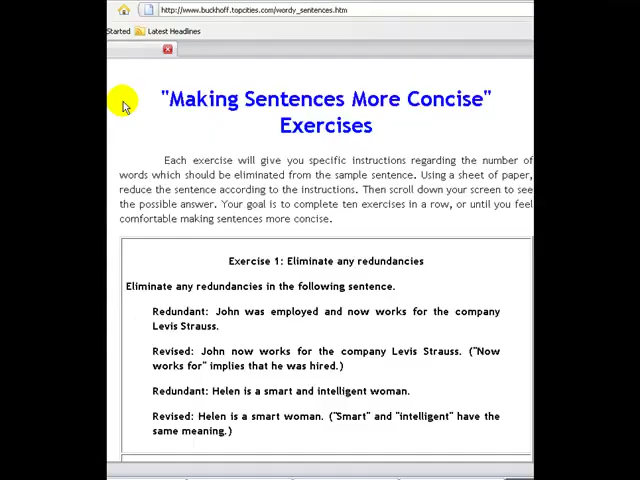 http://www.buckhoff.topcities.com/wordy_sentences.htm
Started Latest Headlines
"Making Sentences More Concise"
Exercises
Each exercise will give you specific instructions regarding the number of
words which should be eliminated from the sample sentence. Using a sheet of paper,
reduce the sentence according to the instructions. Then scroll down your screen to see
the possible answer. Your goal is to complete ten exercises in a row, or until you feel
comfortable making sentences more concise.
Exercise 1: Eliminate any redundancies
Eliminate any redundancies in the following sentence.
Redundant: John was employed and now works for the company
Levis Strauss.
Revised: John now works for the company Levis Strauss. ("Now
works for" implies that he was hired.)
Redundant: Helen is a smart and intelligent woman.
Revised: Helen is a smart woman. ("Smart" and "intelligent" have the
same meaning.)